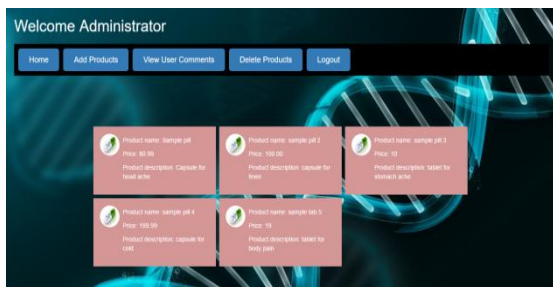 Welcome Administrator
Home Add Products View User Comments Delete Products Logout
Product name: Sample pill
Price: 80.99
Product description: Capsule for
head ache
Product name: sample pill 2
Price: 100.00
Product description: capsule for
fever
Product name: sample pill 3
Price: 10
Product description: tablet for
stomach ache
Product name: sample pill 4
Price: 199.99
Product description: capsule for
cold
Product name: sample tab 5
Price: 19
Product description: tablet for
body pain